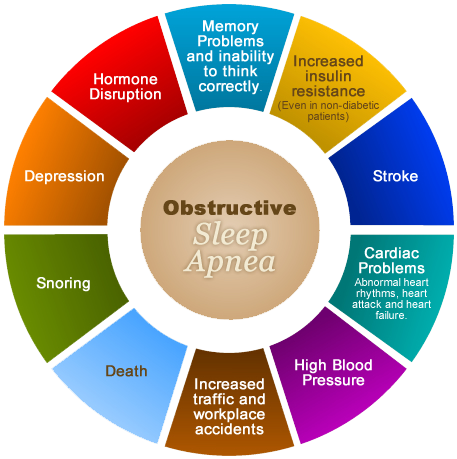 Memory
Problems
and inability
to think
correctly.
Increased
insulin
resistance
(Even in non-diabetic
patients)
Stroke
Cardiac
Problems
Abnormal heart
rhythms, heart
attack and heart
failure.
High Blood
Pressure
Increased
traffic and
workplace
accidents
Death
Snoring
Depression
Hormone
Disruption
Obstructive
Sleep
Apnea